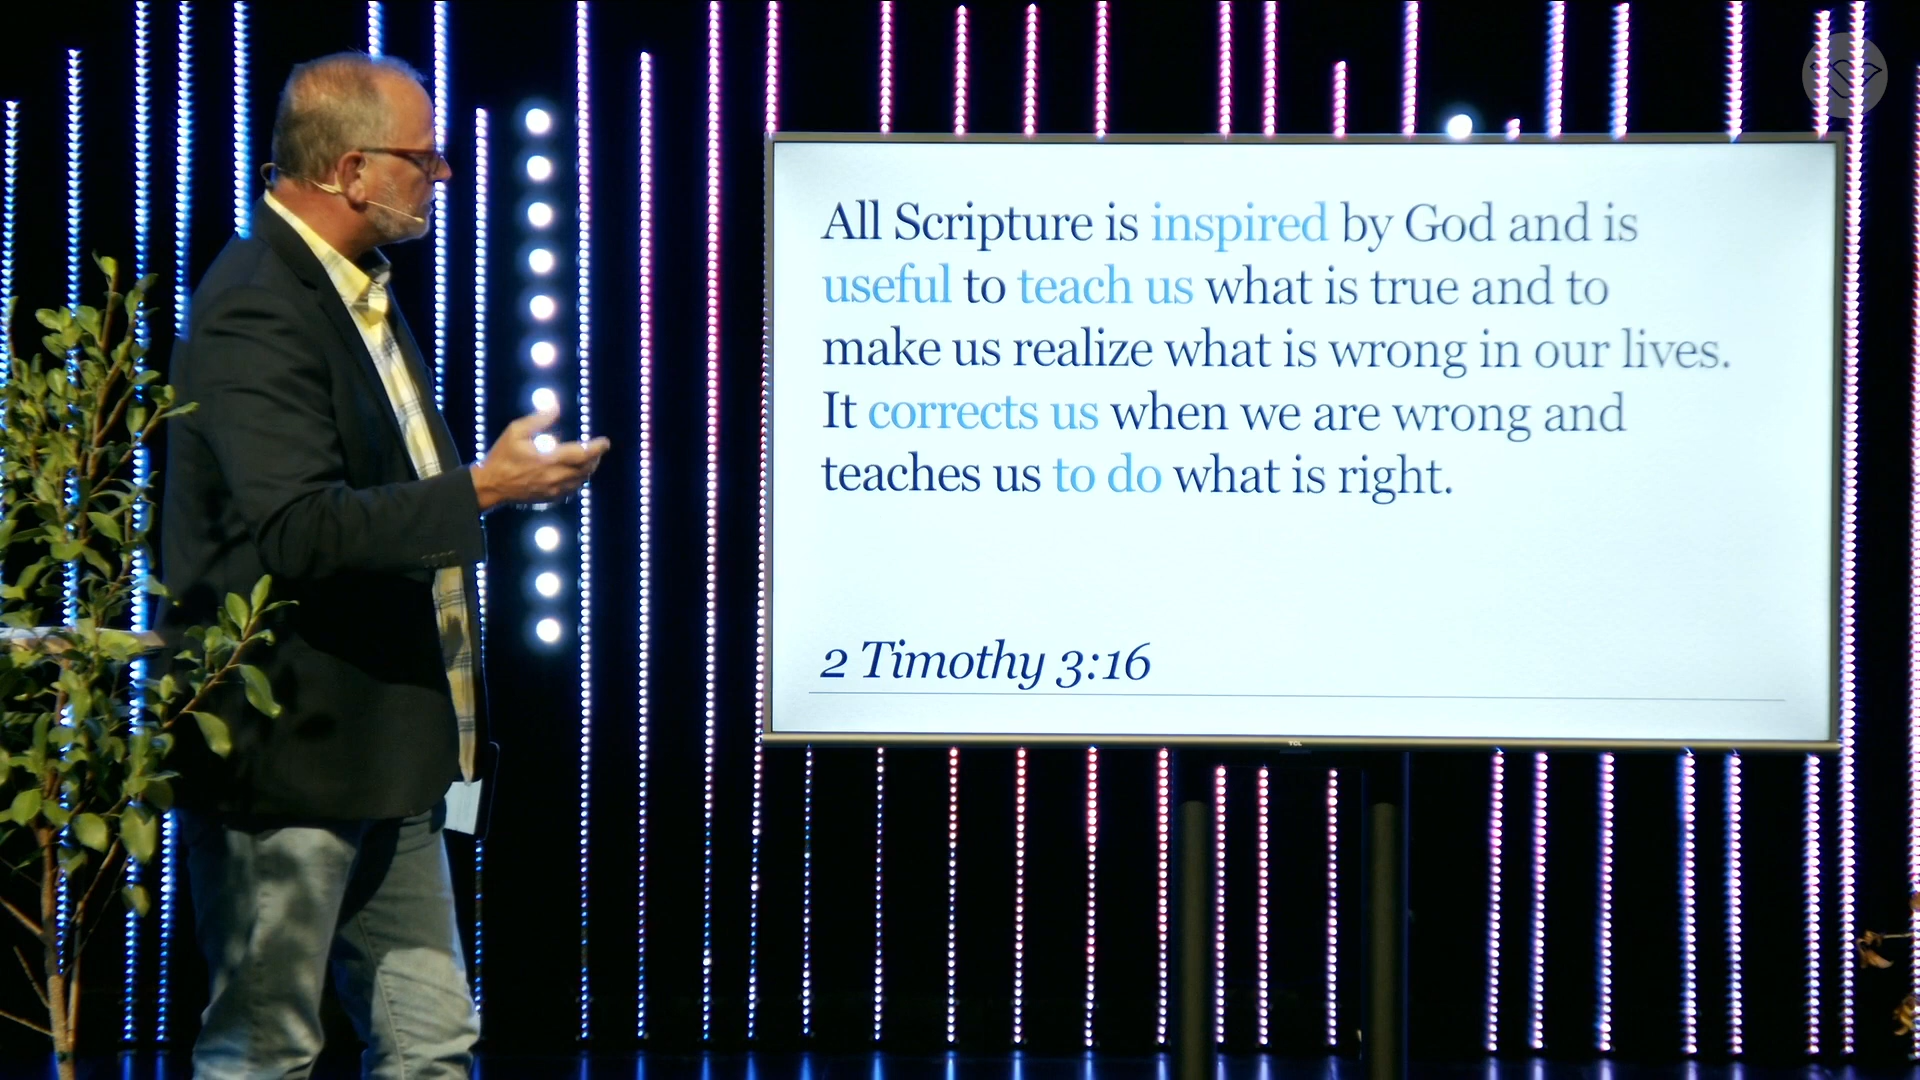 All Scripture is inspired by God and is
useful to teach us what is true and to
make us realize what is wrong in our lives.
It corrects us when we are wrong and
teaches us to do what is right.
2 Timothy 3:16
TCL